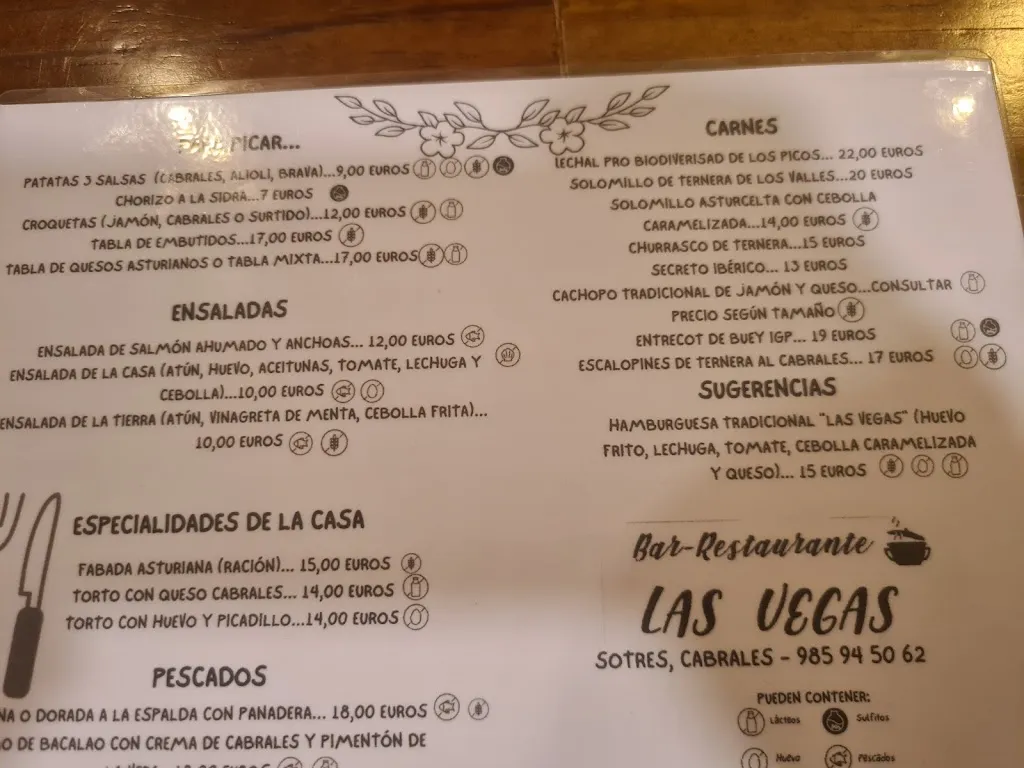 PICAR...
PATATAS 3 SALSAS (CABRALES, ALIOLI, BRAVA)...9,00 EUROS
CHORIZO A LA SIDRA...7 EUROS
CROQUETAS (JAMÓN, CABRALES O SURTIDO)...12,00 EUROS
TABLA DE EMBUTIDOS...17,00 EUROS
TABLA DE QUESOS ASTURIANOS O TABLA MIXTA...17,00 EUROS
ENSALADAS
ENSALADA DE SALMÓN AHUMADO Y ANCHOAS... 12,00 EUROS
ENSALADA DE LA CASA (ATÚN, HUEVO, ACEITUNAS, TOMATE, LECHUGA Y
CEBOLLA)...10,00 EUROS
ENSALADA DE LA TIERRA (ATÚN, VINAGRETA DE MENTA, CEBOLLA FRITA)...
10,00 EUROS
ESPECIALIDADES DE LA CASA
FABADA ASTURIANA (RACIÓN)... 15,00 EUROS
TORTO CON QUESO CABRALES... 14,00 EUROS
TORTO CON HUEVO Y PICADILLO...14,00 EUROS
PESCADOS
O DORADA A LA ESPALDA CON PANADERA... 18,00 EUROS
DE BACALAO CON CREMA DE CABRALES Y PIMENTÓN DE
CARNES
LECHAL PRO BIODIVERISAD DE LOS PICOS... 22,00 EUROS
SOLOMILLO DE TERNERA DE LOS VALLES...20 EUROS
SOLOMILLO ASTURCELTA CON CEBOLLA
CARAMELIZADA...14,00 EUROS
CHURRASCO DE TERNERA...15 EUROS
SECRETO IBÉRICO... 13 EUROS
CACHOPO TRADICIONAL DE JAMÓN Y QUESO...CONSULTAR
PRECIO SEGÚN TAMAÑO
ENTRECOT DE BUEY IGP... 19 EUROS
ESCALOPINES DE TERNERA AL CABRALES... 17 EUROS
SUGERENCIAS
HAMBURGUESA TRADICIONAL "LAS VEGAS" (HUEVO
FRITO, LECHUGA, TOMATE, CEBOLLA CARAMELIZADA
Y QUESO)... 15 EUROS
Bar-Restaurante
LAS VEGAS
SOTRES, CABRALES - 985 94 50 62
PUEDEN CONTENER:
Lácteos Sulfitos
Huevo Pescados